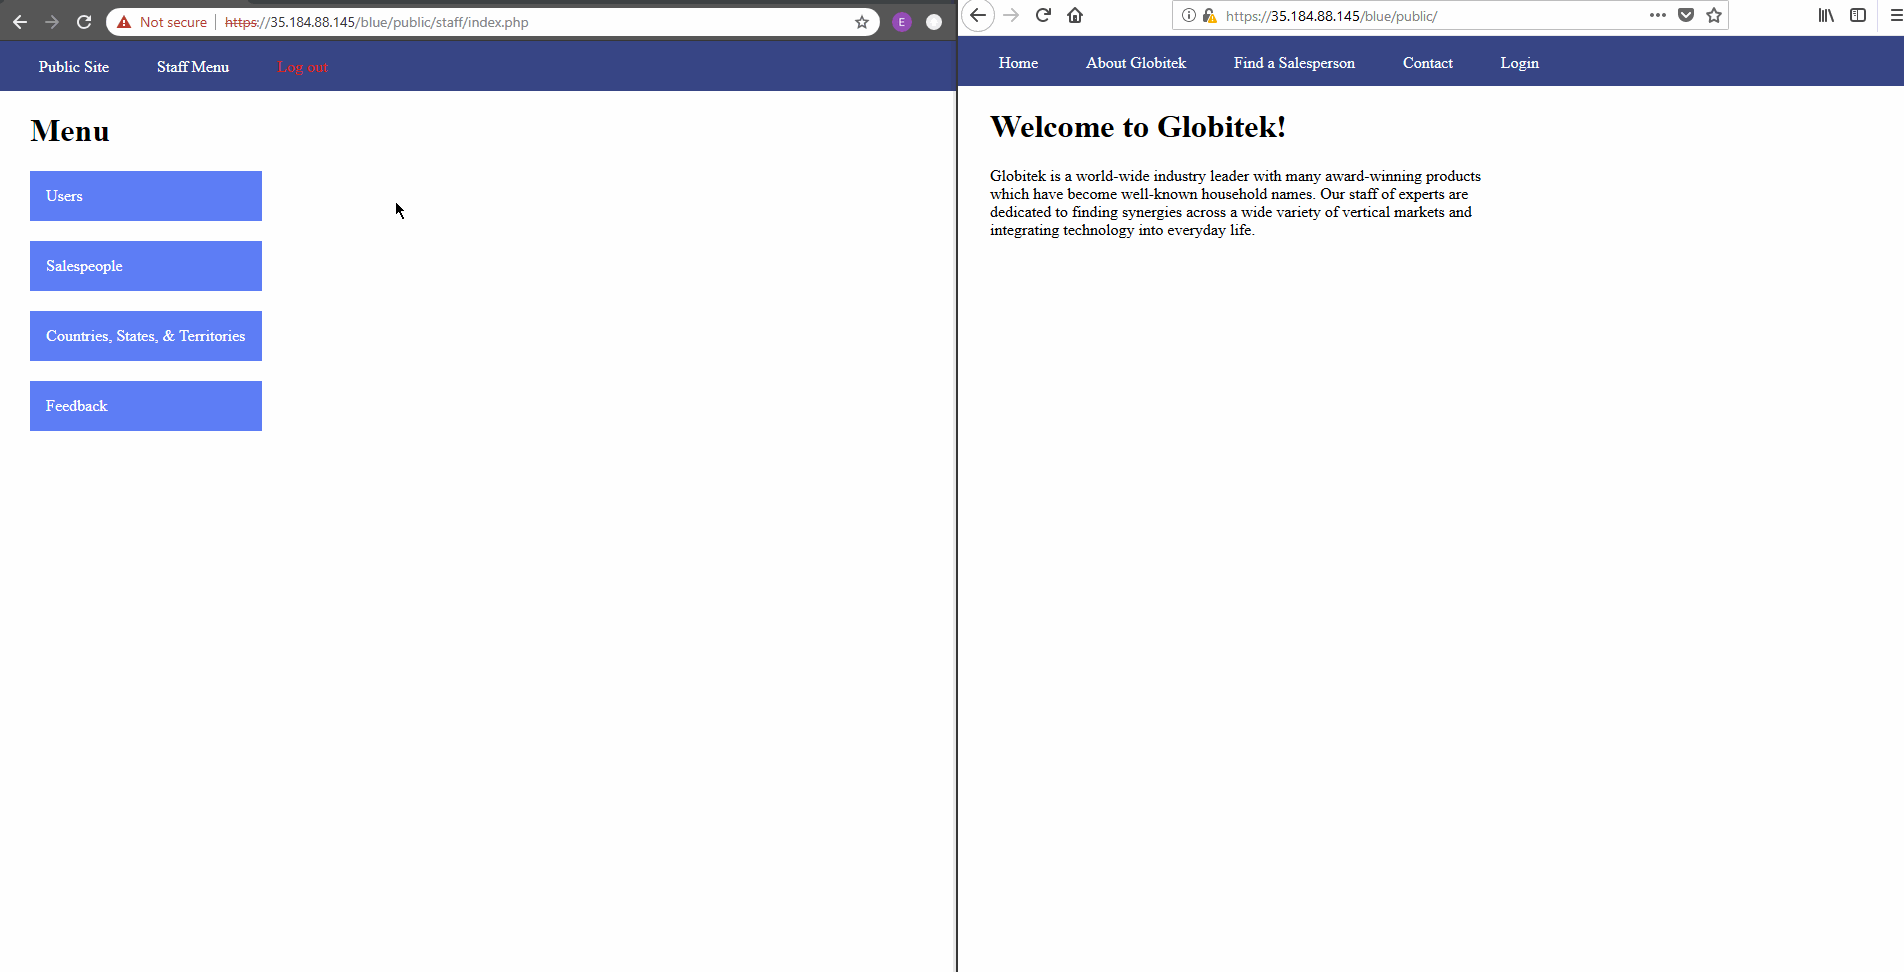 Not secure
https://35.184.88.145/blue/public/staff/index.php
E
Public Site Staff Menu Log out
Menu
Users
Salespeople
Countries, States, & Territories
Feedback
https://35.184.88.145/blue/public/
Home About Globitek Find a Salesperson Contact Login
Welcome to Globitek!
Globitek is a world-wide industry leader with many award-winning products
which have become well-known household names. Our staff of experts are
dedicated to finding synergies across a wide variety of vertical markets and
integrating technology into everyday life.